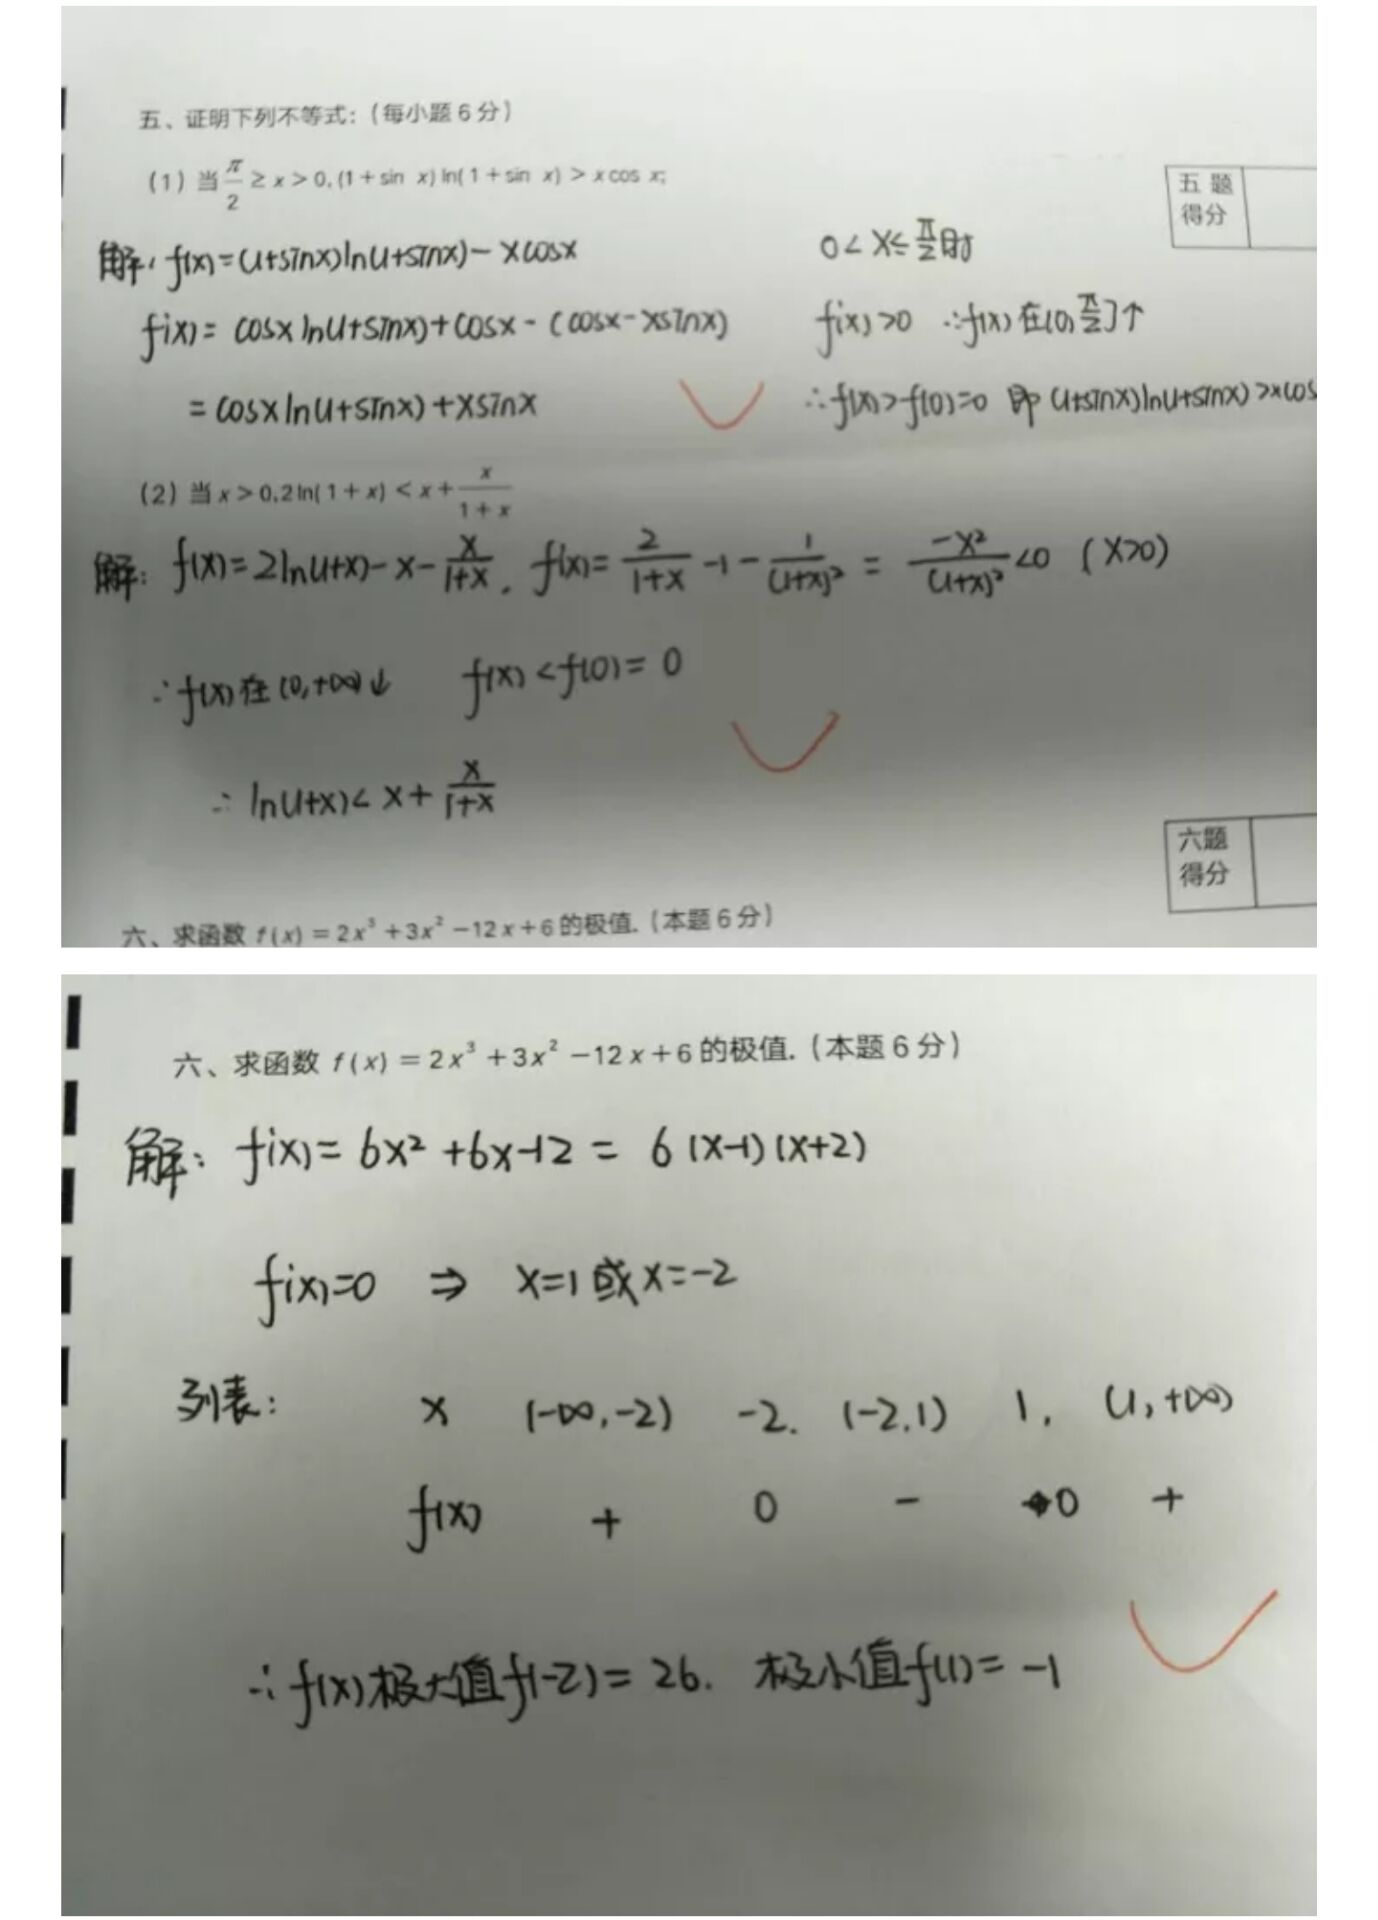 五、证明下列不等式：（每小题6分）
（1）当 π/2 ≥ x > 0, (1 + sin x) ln(1 + sin x) > x cos x;
五题
得分
解: f(x) = (1+sinx)ln(1+sinx) - xcosx
0 < x ≤ π/2 时
f'(x) = cosx ln(1+sinx) + cosx - (cosx - xsinx)
f'(x) > 0 ∴ f(x) 在 (0, π/2] ↑
= cosx ln(1+sinx) + xsinx
∴ f(x) > f(0) = 0 即 (1+sinx)ln(1+sinx) > xcos
（2）当 x > 0, 2 ln(1 + x) < x + x/(1 + x)
解: f(x) = 2ln(1+x) - x - x/(1+x), f'(x) = 2/(1+x) - 1 - 1/(1+x)² = -x²/(1+x)² < 0 (x>0)
∴ f(x) 在 (0, +∞) ↓ f(x) < f(0) = 0
∴ ln(1+x) < x + x/(1+x)
六题
得分
六、求函数 f(x) = 2x³ + 3x² - 12x + 6 的极值.（本题6分）
六、求函数 f(x) = 2x³ + 3x² - 12x + 6 的极值.（本题6分）
解: f'(x) = 6x² + 6x - 12 = 6(x-1)(x+2)
f'(x) = 0 ⇒ x = 1 或 x = -2
列表: x (-∞, -2) -2. (-2, 1) 1, (1, +∞)
f'(x) + 0 - 0 +
∴ f(x) 极大值 f(-2) = 26. 极小值 f(1) = -1